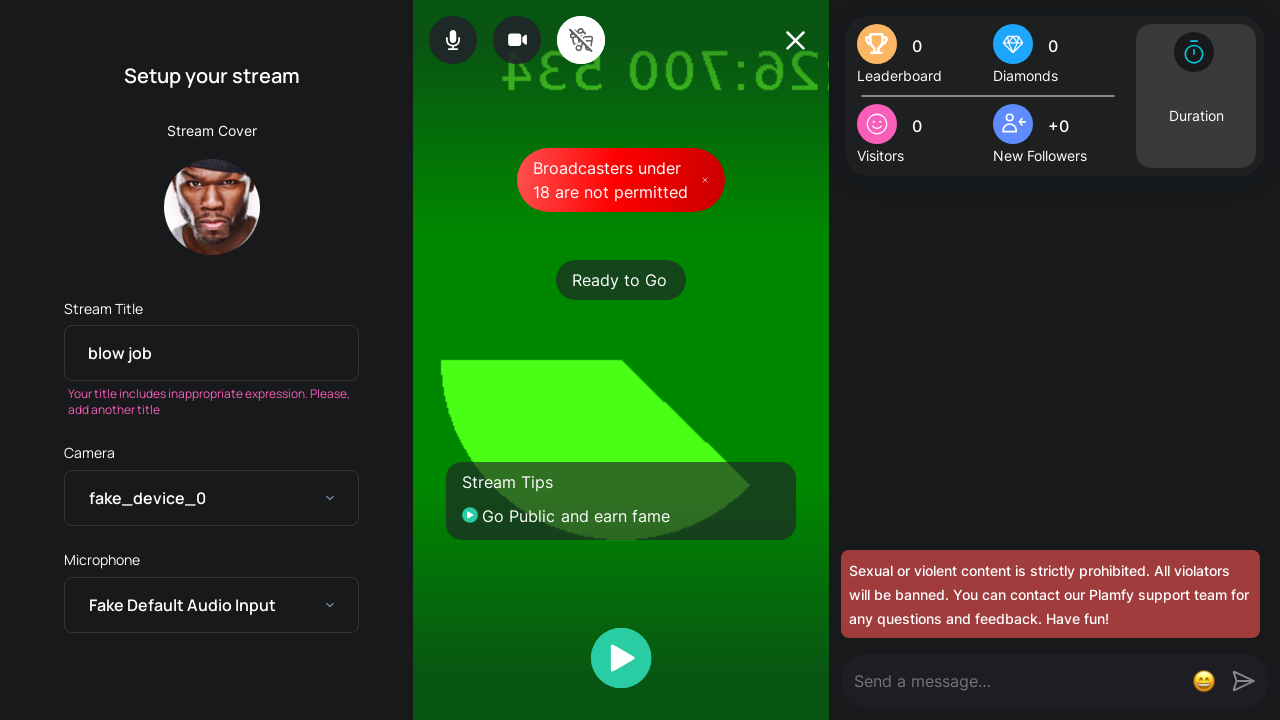 Setup your stream
Stream Cover
Stream Title
blow job
Your title includes inappropriate expression. Please,
add another title
Camera
fake_device_0
Microphone
Fake Default Audio Input
Broadcasters under
18 are not permitted
Ready to Go
Stream Tips
Go Public and earn fame
0
Leaderboard
0
Diamonds
0
Visitors
+0
New Followers
Duration
Sexual or violent content is strictly prohibited. All violators
will be banned. You can contact our Plamfy support team for
any questions and feedback. Have fun!
Send a message...